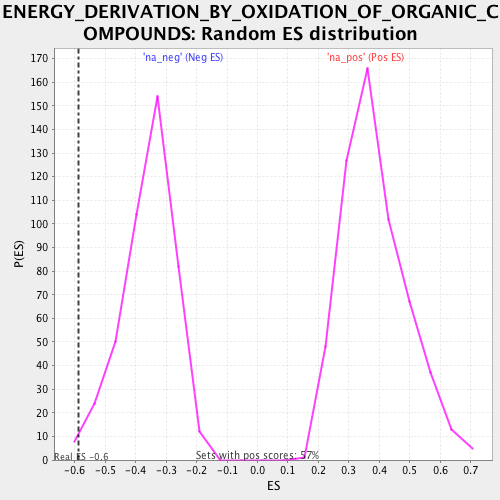 ENERGY_DERIVATION_BY_OXIDATION_OF_ORGANIC_C
OMPOUNDS: Random ES distribution
'na_neg' (Neg ES) 'na_pos' (Pos ES)
170
160
150
140
130
120
110
100
90
80
70
60
50
40
30
20
10
0
P(ES)
Real ES -0.6
Sets with pos scores: 57%
-0.6 -0.5 -0.4 -0.3 -0.2 -0.1 0.0 0.1 0.2 0.3 0.4 0.5 0.6 0.7
ES